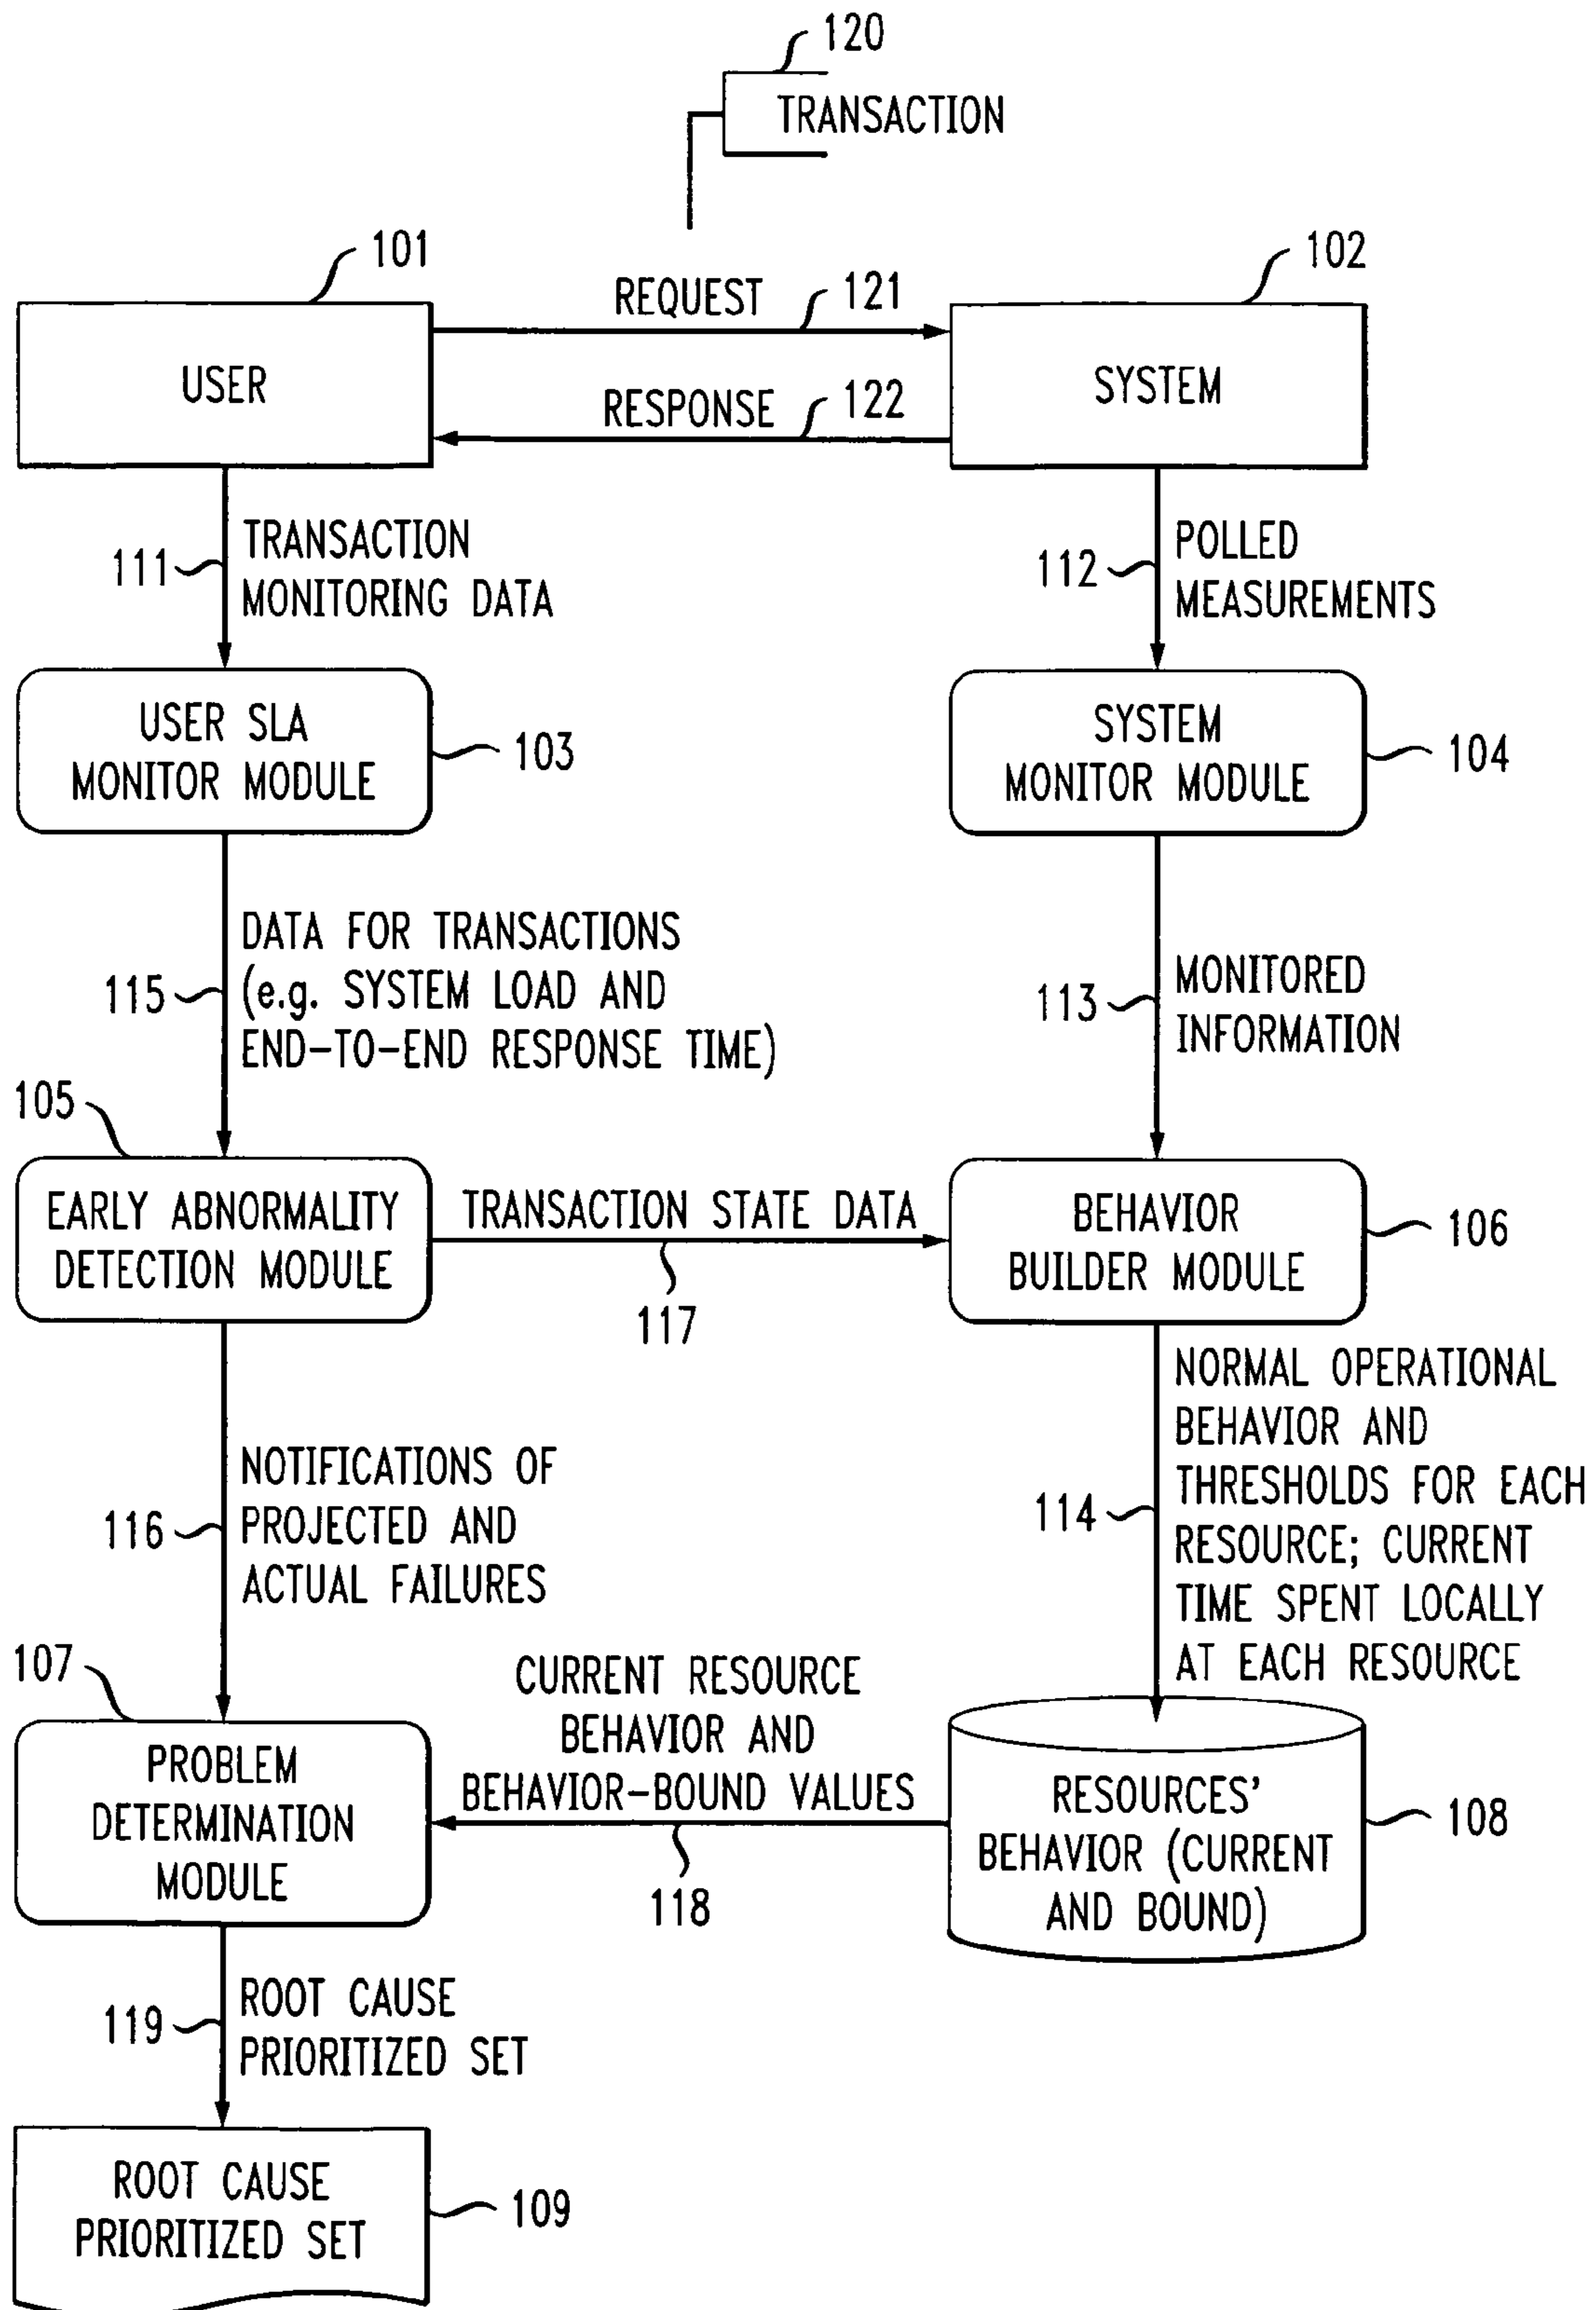 120
TRANSACTION
101
102
REQUEST
121
USER
SYSTEM
RESPONSE
122
111
TRANSACTION
MONITORING DATA
112
POLLED
MEASUREMENTS
USER SLA
MONITOR MODULE
103
SYSTEM
MONITOR MODULE
104
115
DATA FOR TRANSACTIONS
(e.g. SYSTEM LOAD AND
END-TO-END RESPONSE TIME)
113
MONITORED
INFORMATION
105
EARLY ABNORMALITY
DETECTION MODULE
TRANSACTION STATE DATA
117
BEHAVIOR
BUILDER MODULE
106
116
NOTIFICATIONS OF
PROJECTED AND
ACTUAL FAILURES
114
NORMAL OPERATIONAL
BEHAVIOR AND
THRESHOLDS FOR EACH
RESOURCE; CURRENT
TIME SPENT LOCALLY
AT EACH RESOURCE
107
PROBLEM
DETERMINATION
MODULE
CURRENT RESOURCE
BEHAVIOR AND
BEHAVIOR-BOUND VALUES
118
RESOURCES'
BEHAVIOR (CURRENT
AND BOUND)
108
119
ROOT CAUSE
PRIORITIZED SET
ROOT CAUSE
PRIORITIZED SET
109